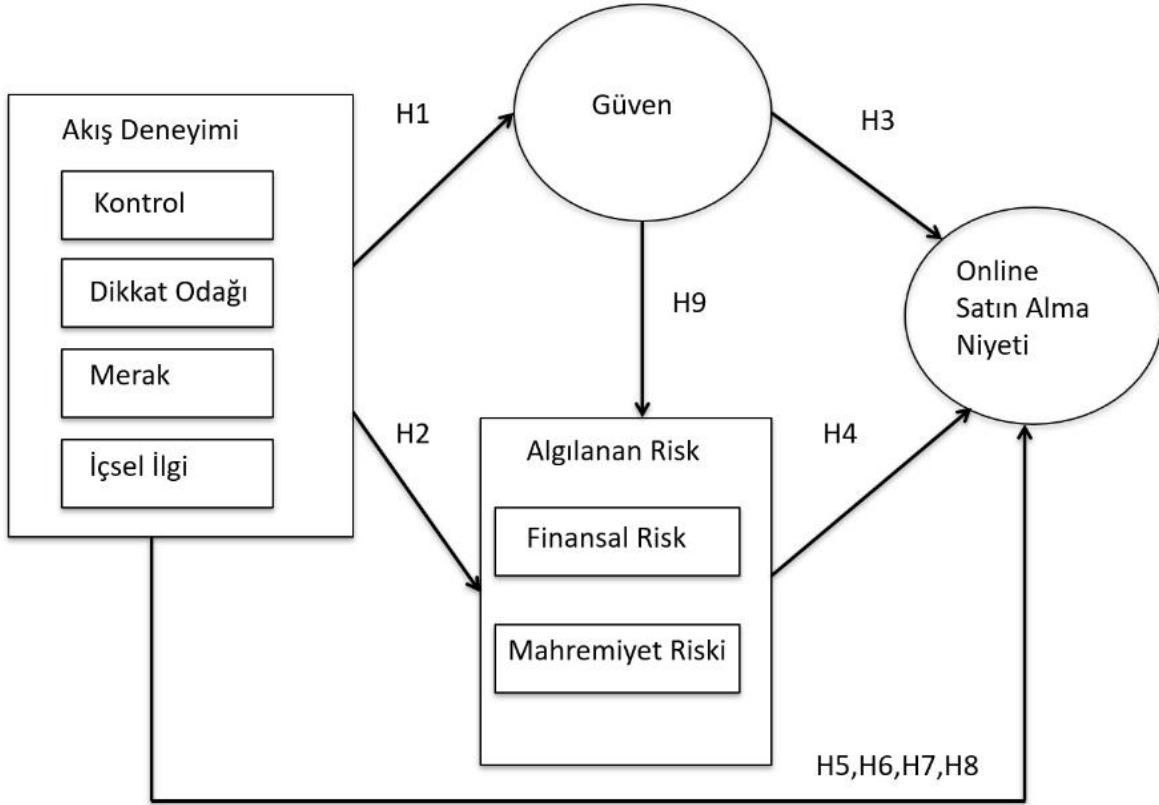 Akış Deneyimi
Kontrol
Dikkat Odağı
Merak
İçsel İlgi
H1
H2
Güven
H9
Algılanan Risk
Finansal Risk
Mahremiyet Riski
H3
H4
Online
Satın Alma
Niyeti
H5,H6,H7,H8